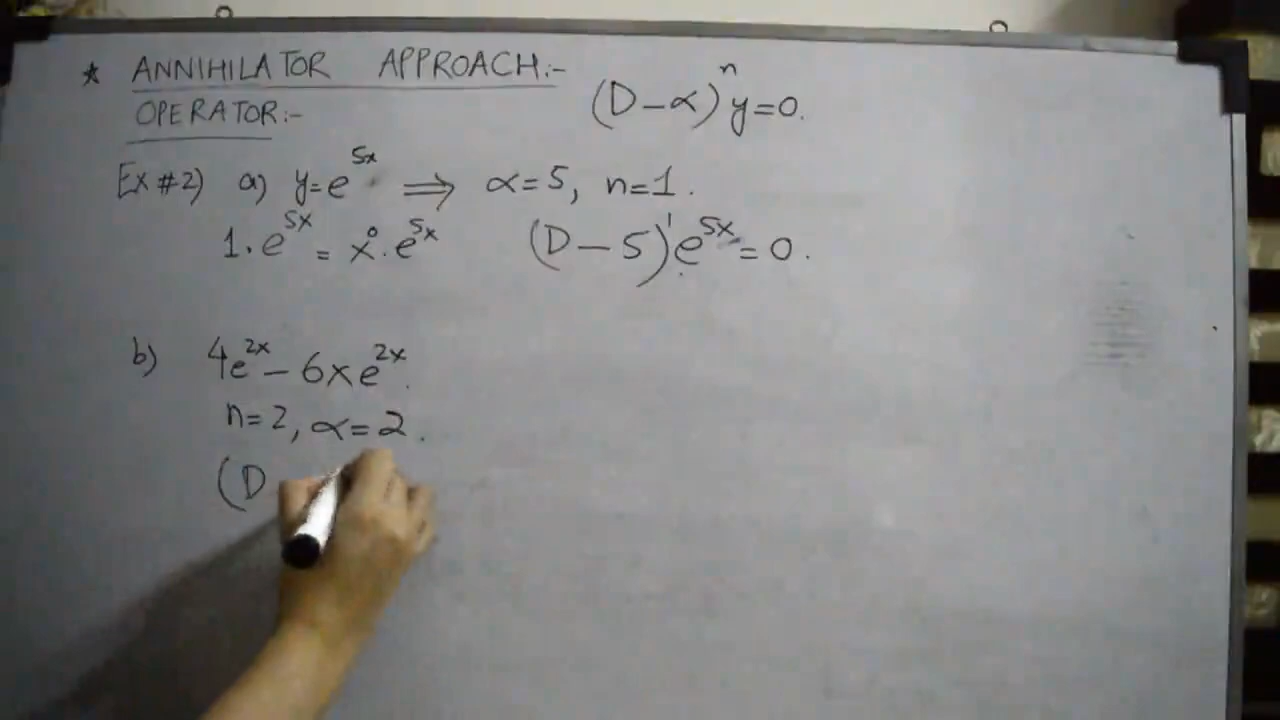 * ANNIHILATOR APPROACH:-
OPERATOR:-
(D-α)ⁿy=0.
Ex #2) a) y=e⁵ˣ ⟹ α=5, n=1.
1.e⁵ˣ = x⁰.e⁵ˣ (D-5)¹e⁵ˣ=0.
b) 4e²ˣ-6xe²ˣ.
n=2, α=2.
(D